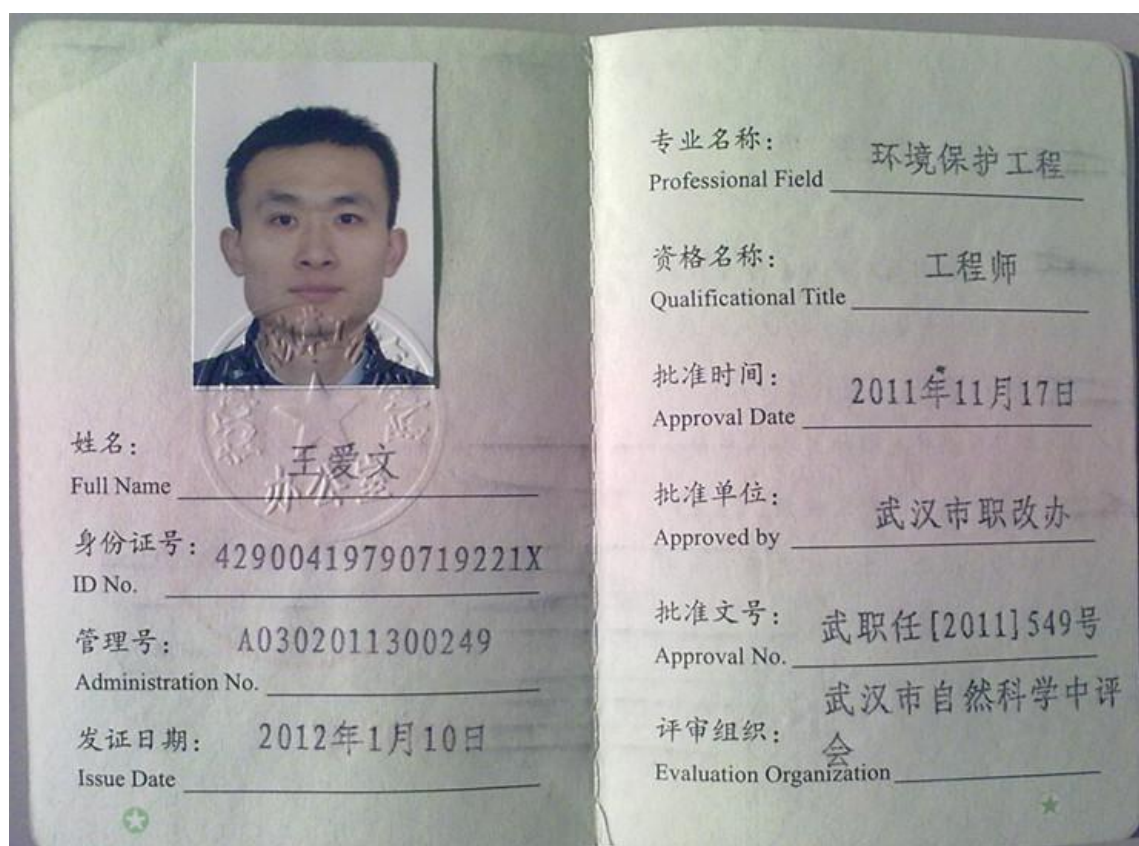 姓名：
王爱文
Full Name
身份证号：
42900419790719221X
ID No.
管理号：
A0302011300249
Administration No.
发证日期：
2012年1月10日
Issue Date
办公室
专业名称：
环境保护工程
Professional Field
资格名称：
工程师
Qualificational Title
批准时间：
2011年11月17日
Approval Date
批准单位：
武汉市职改办
Approved by
批准文号：
武职任[2011]549号
Approval No.
评审组织：
武汉市自然科学中评
会
Evaluation Organization